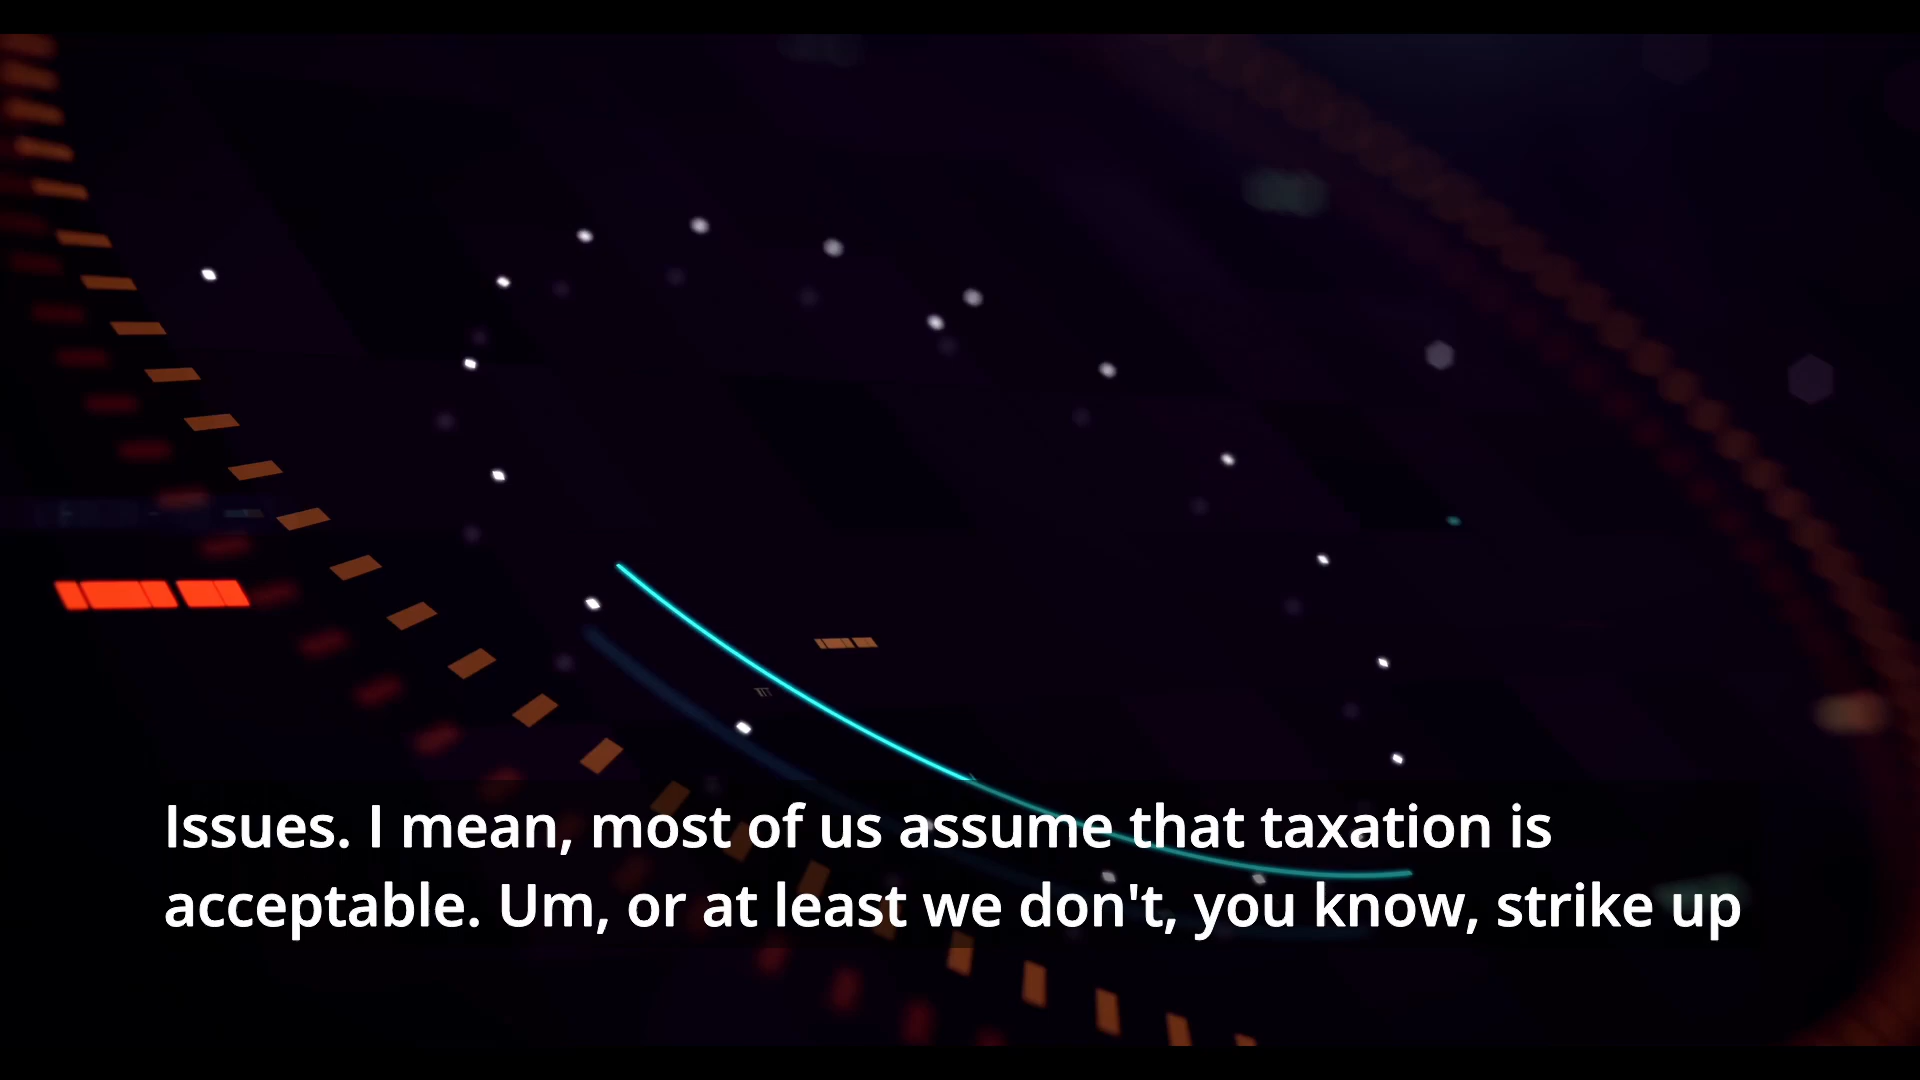 Issues. I mean, most of us assume that taxation is
acceptable. Um, or at least we don't, you know, strike up